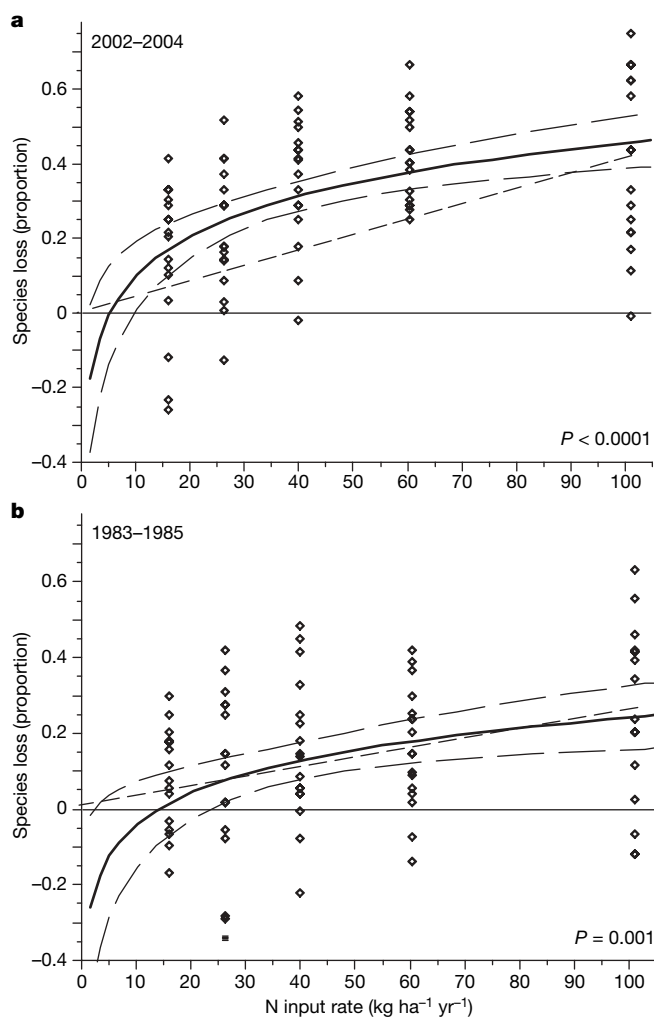 a
2002–2004
Species loss (proportion)
0.6
0.4
0.2
0
–0.2
–0.4
0 10 20 30 40 50 60 70 80 90 100
P < 0.0001
b
1983–1985
Species loss (proportion)
0.6
0.4
0.2
0
–0.2
–0.4
P = 0.001
0 10 20 30 40 50 60 70 80 90 100
N input rate (kg ha⁻¹ yr⁻¹)